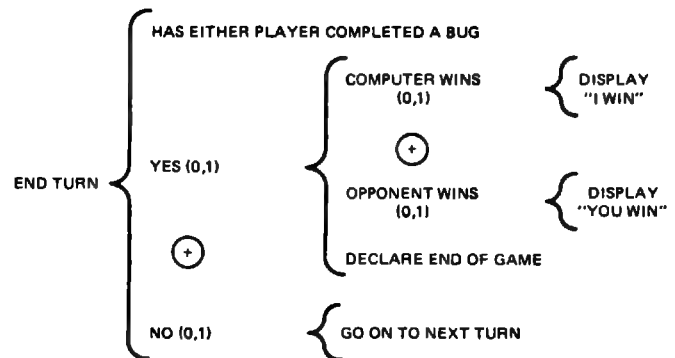 HAS EITHER PLAYER COMPLETED A BUG
COMPUTER WINS
(0,1)
DISPLAY
"I WIN"
+
YES (0,1)
END TURN
OPPONENT WINS
(0,1)
DISPLAY
"YOU WIN"
+
DECLARE END OF GAME
NO (0,1)
GO ON TO NEXT TURN